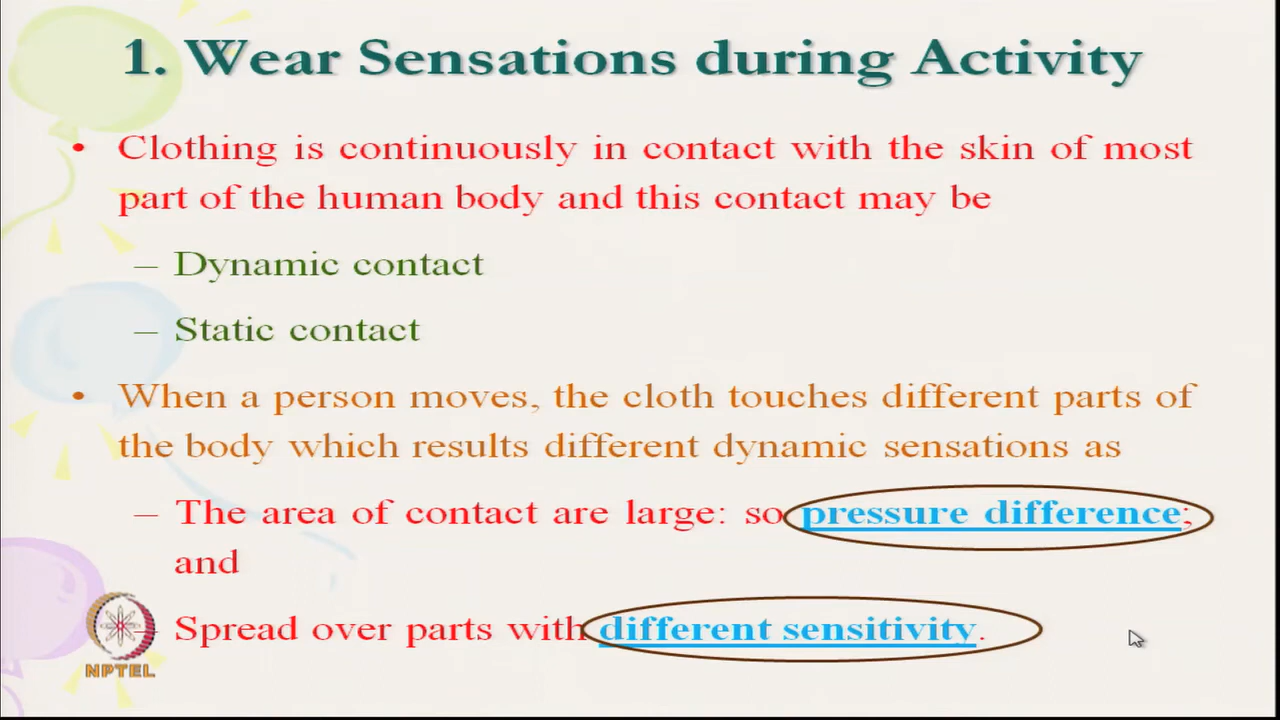 1. Wear Sensations during Activity
• Clothing is continuously in contact with the skin of most
part of the human body and this contact may be
– Dynamic contact
– Static contact
• When a person moves, the cloth touches different parts of
the body which results different dynamic sensations as
– The area of contact are large: so pressure difference;
and
– Spread over parts with different sensitivity.
NPTEL